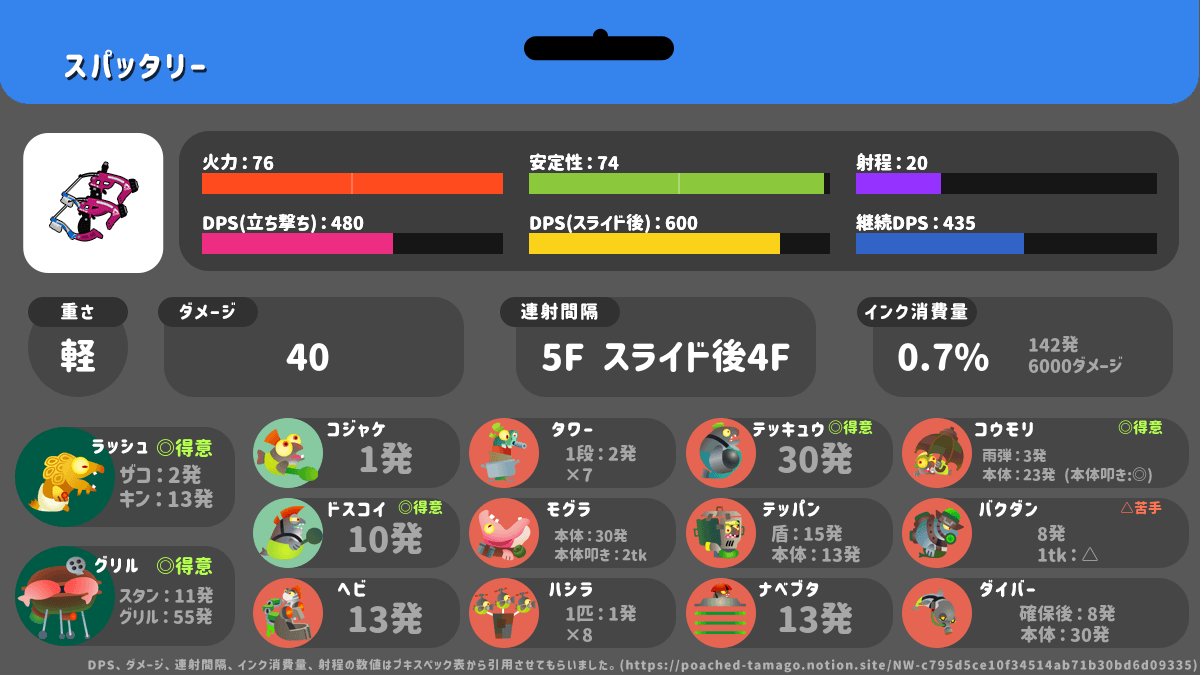 スパッタリー
火力：76
安定性：74
射程：20
DPS(立ち撃ち)：480
DPS(スライド後)：600
継続DPS：435
重さ
軽
ダメージ
40
連射間隔
5F スライド後4F
インク消費量
0.7%
142発
6000ダメージ
ラッシュ ◎得意
ザコ：2発
キン：13発
グリル ◎得意
スタン：11発
グリル：55発
コジャケ
1発
ドスコイ ◎得意
10発
ヘビ
13発
タワー
1段：2発
×7
モグラ
本体：30発
本体叩き：2tk
ハシラ
1匹：1発
×8
テッキュウ ◎得意
30発
テッパン
盾：15発
本体：13発
ナベブタ
13発
コウモリ ◎得意
雨弾：3発
本体：23発 (本体叩き:◎)
バクダン △苦手
8発
1tk：△
ダイバー
確保後：8発
本体：30発
DPS、ダメージ、連射間隔、インク消費量、射程の数値はブキスペック表から引用させてもらいました。(https://poached-tamago.notion.site/NW-c795d5ce10f34514ab71b30bd6d09335)